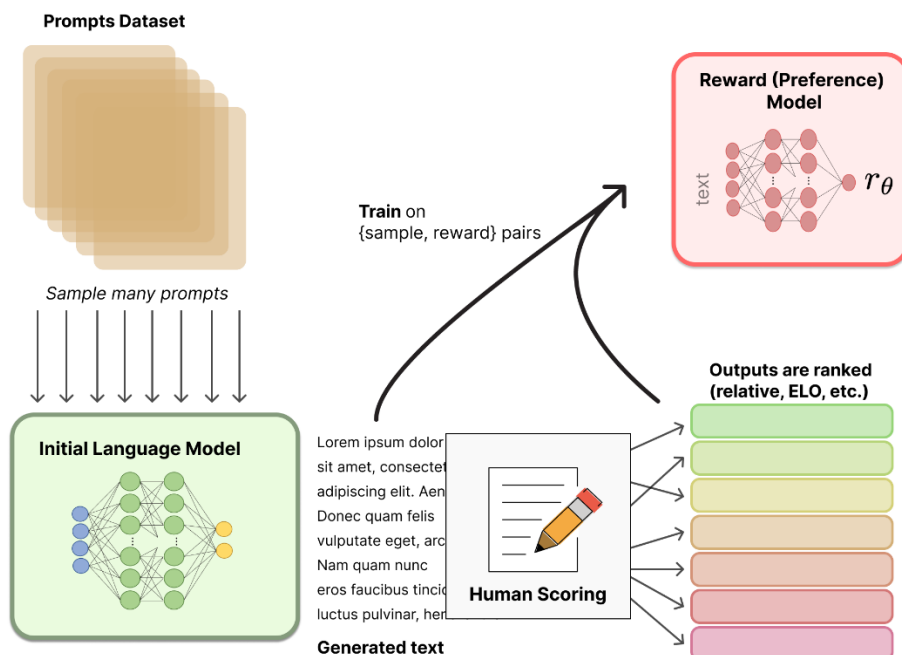 Prompts Dataset
Sample many prompts
Initial Language Model
Train on
{sample, reward} pairs
Reward (Preference)
Model
text
rθ
Outputs are ranked
(relative, ELO, etc.)
Lorem ipsum dolor
sit amet, consectet
adipiscing elit. Aen
Donec quam felis
vulputate eget, arc
Nam quam nunc
eros faucibus tincid
luctus pulvinar, hen
Generated text
Human Scoring